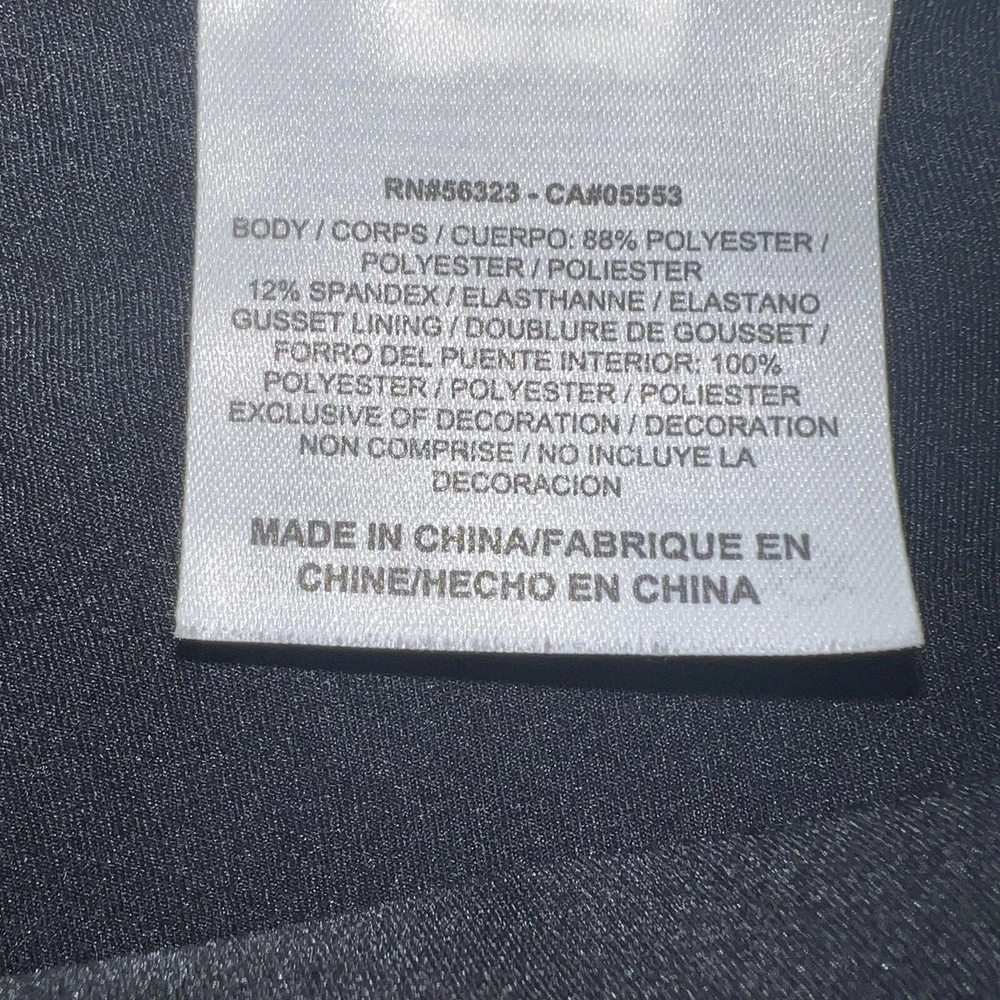 RN#56323 - CA#05553
BODY / CORPS / CUERPO: 88% POLYESTER /
POLYESTER / POLIESTER
12% SPANDEX / ELASTHANNE / ELASTANO
GUSSET LINING / DOUBLURE DE GOUSSET /
FORRO DEL PUENTE INTERIOR: 100%
POLYESTER / POLYESTER / POLIESTER
EXCLUSIVE OF DECORATION / DECORATION
NON COMPRISE / NO INCLUYE LA
DECORACION
MADE IN CHINA/FABRIQUE EN
CHINE/HECHO EN CHINA